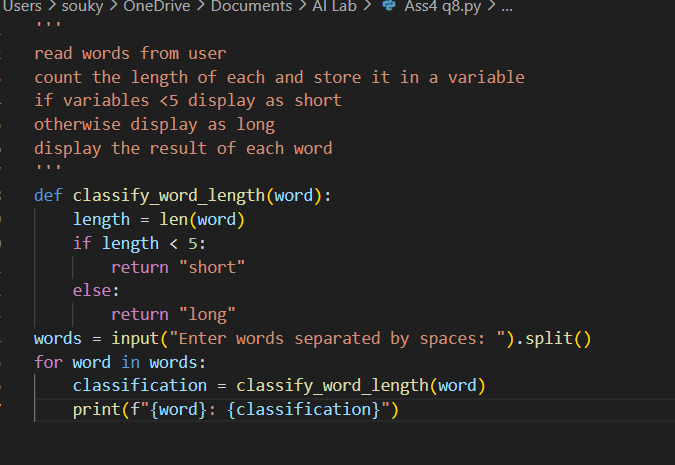 Users > souky > OneDrive > Documents > AI Lab > Ass4 q8.py > ...
'''
read words from user
count the length of each and store it in a variable
if variables <5 display as short
otherwise display as long
display the result of each word
'''
def classify_word_length(word):
    length = len(word)
    if length < 5:
        return "short"
    else:
        return "long"
words = input("Enter words separated by spaces: ").split()
for word in words:
    classification = classify_word_length(word)
    print(f"{word}: {classification}")